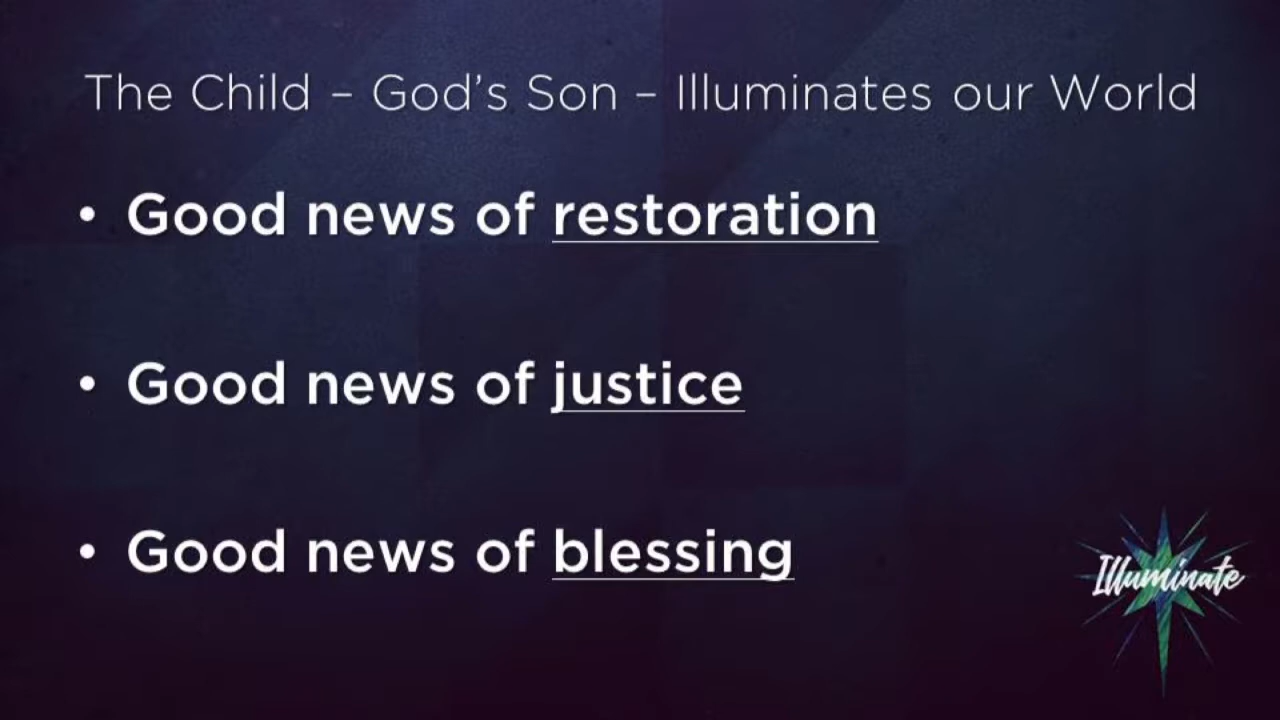 The Child – God's Son – Illuminates our World
• Good news of restoration
• Good news of justice
• Good news of blessing
Illuminate